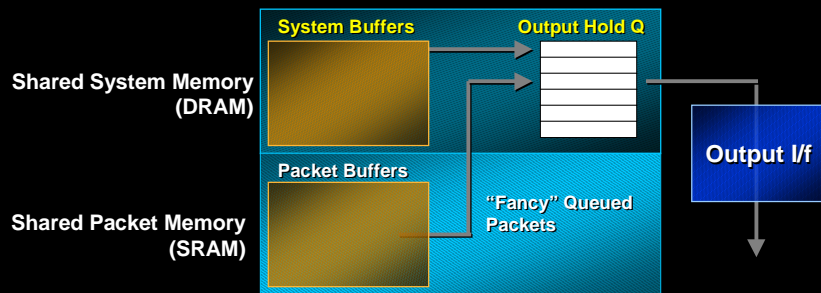 System Buffers
Output Hold Q
Shared System Memory
(DRAM)
Output I/f
Packet Buffers
Shared Packet Memory
(SRAM)
“Fancy” Queued
Packets